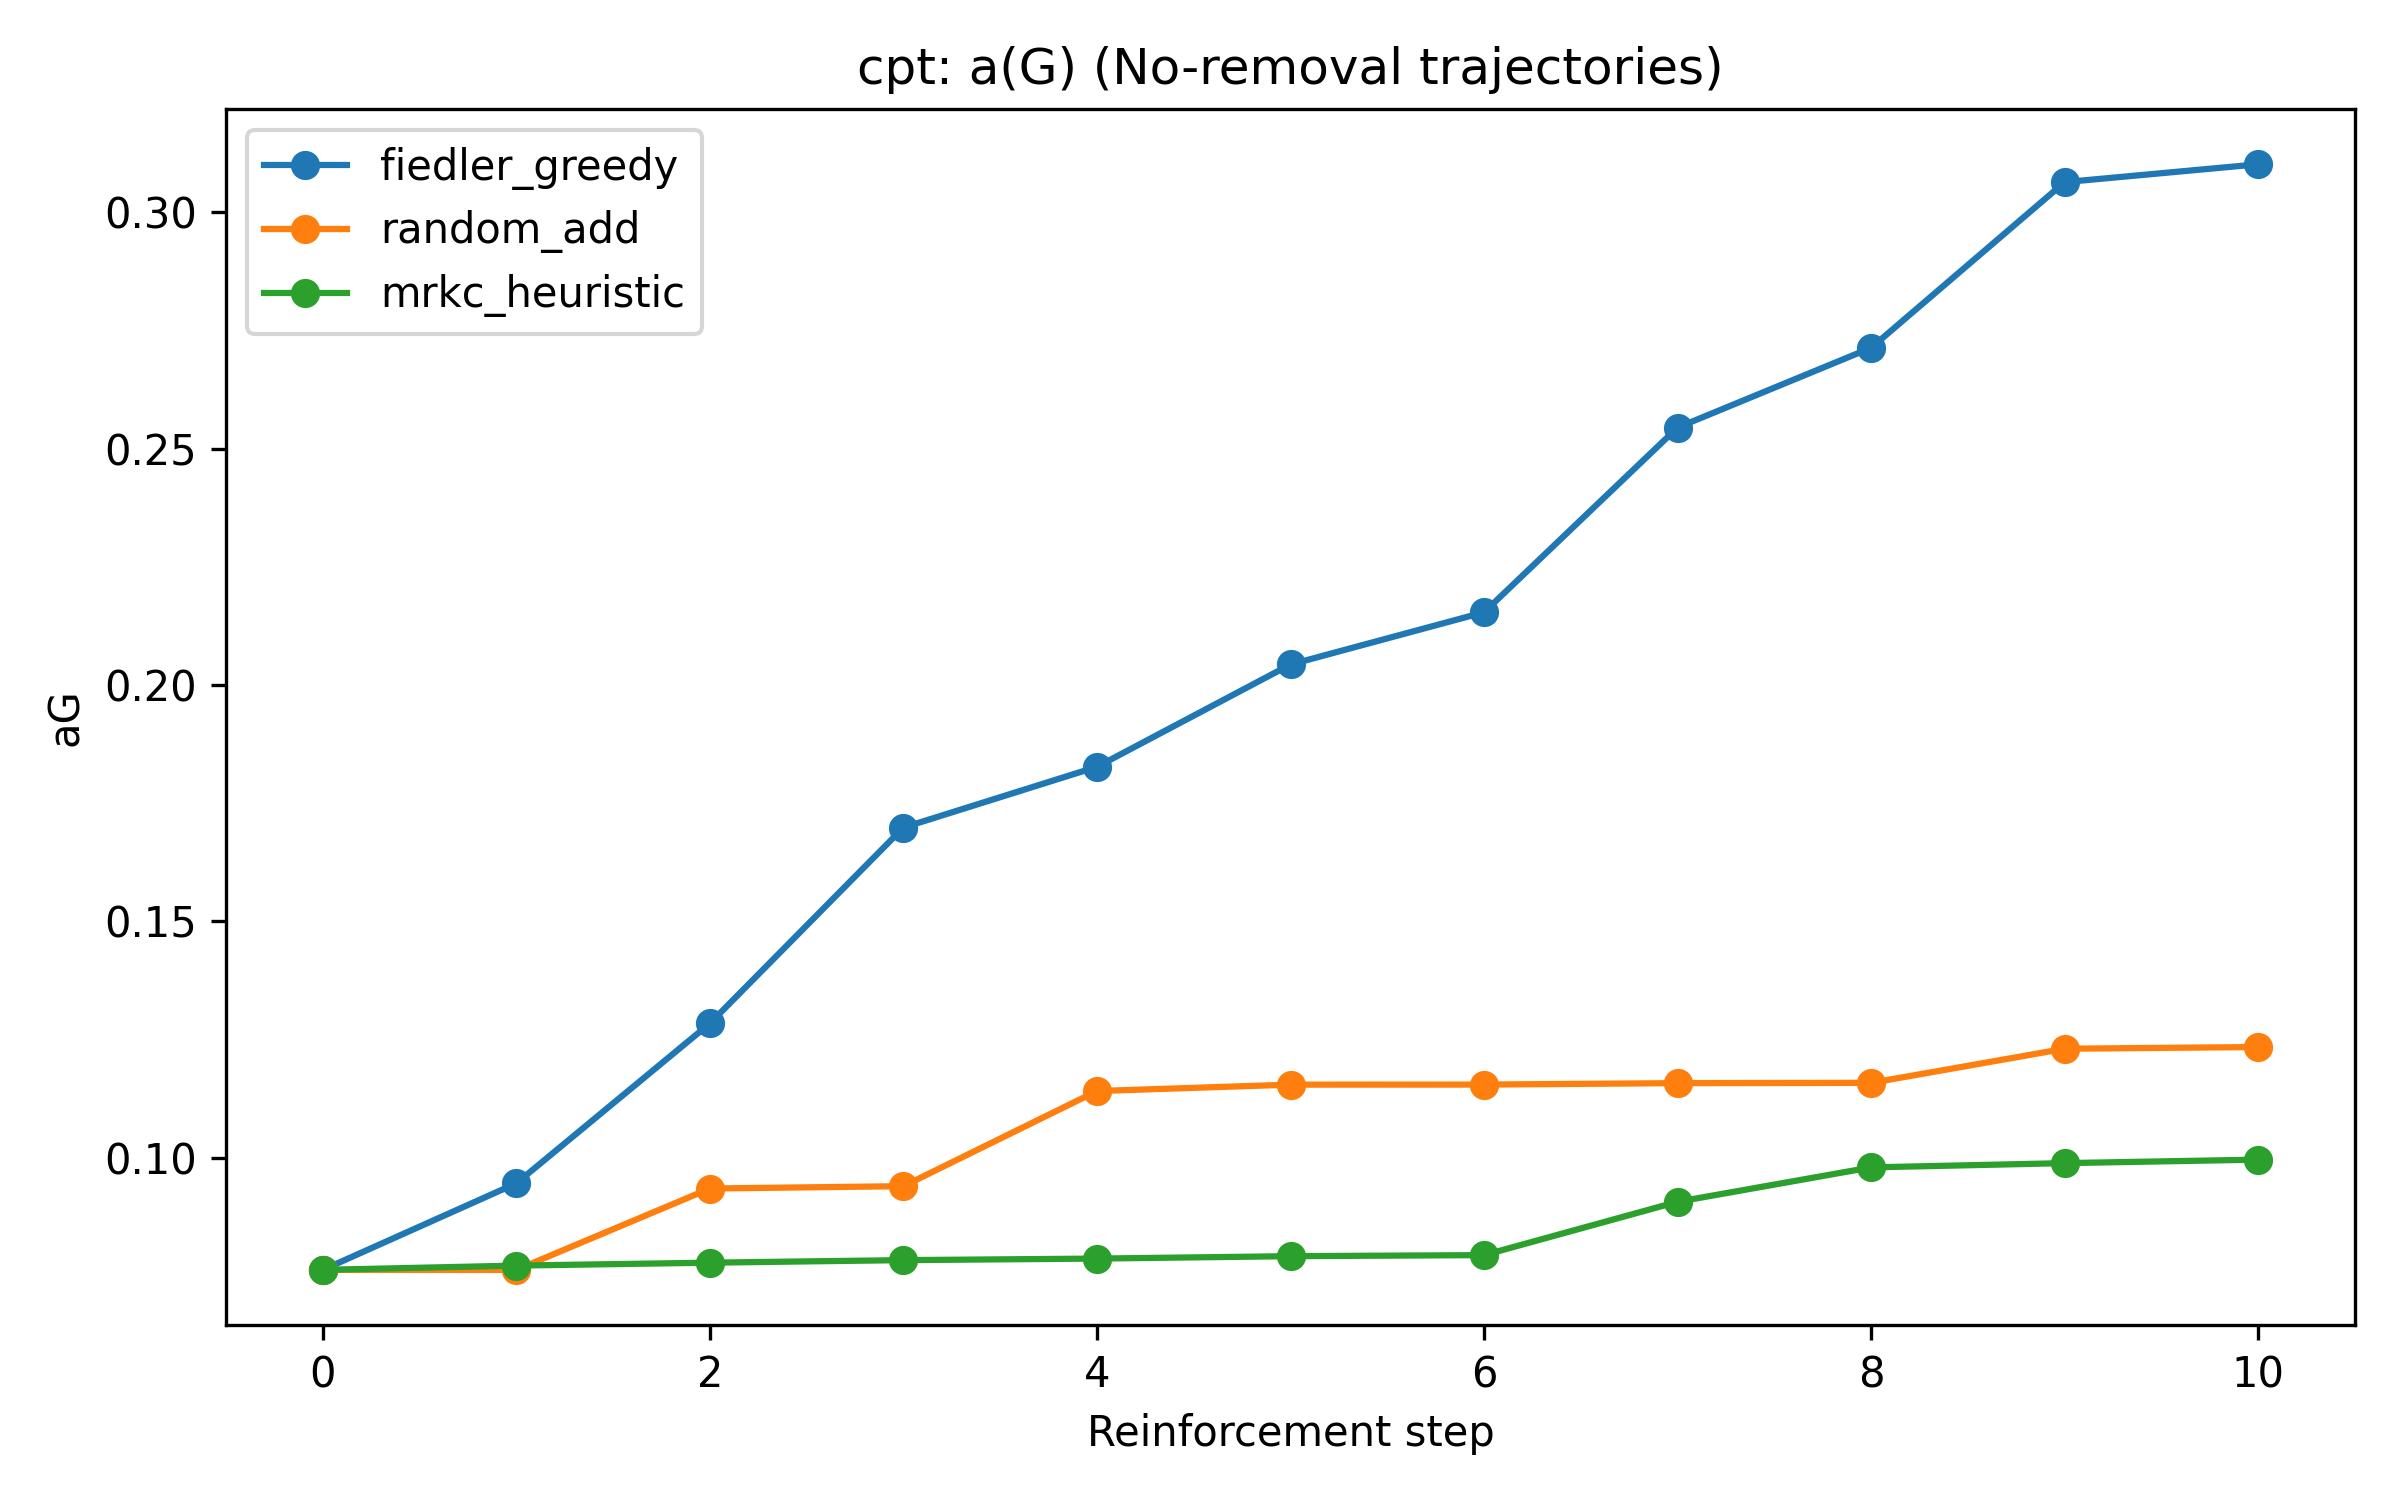 cpt: a(G) (No-removal trajectories)
fiedler_greedy
random_add
mrkc_heuristic
0.30
0.25
0.20
0.15
0.10
aG
0 2 4 6 8 10
Reinforcement step